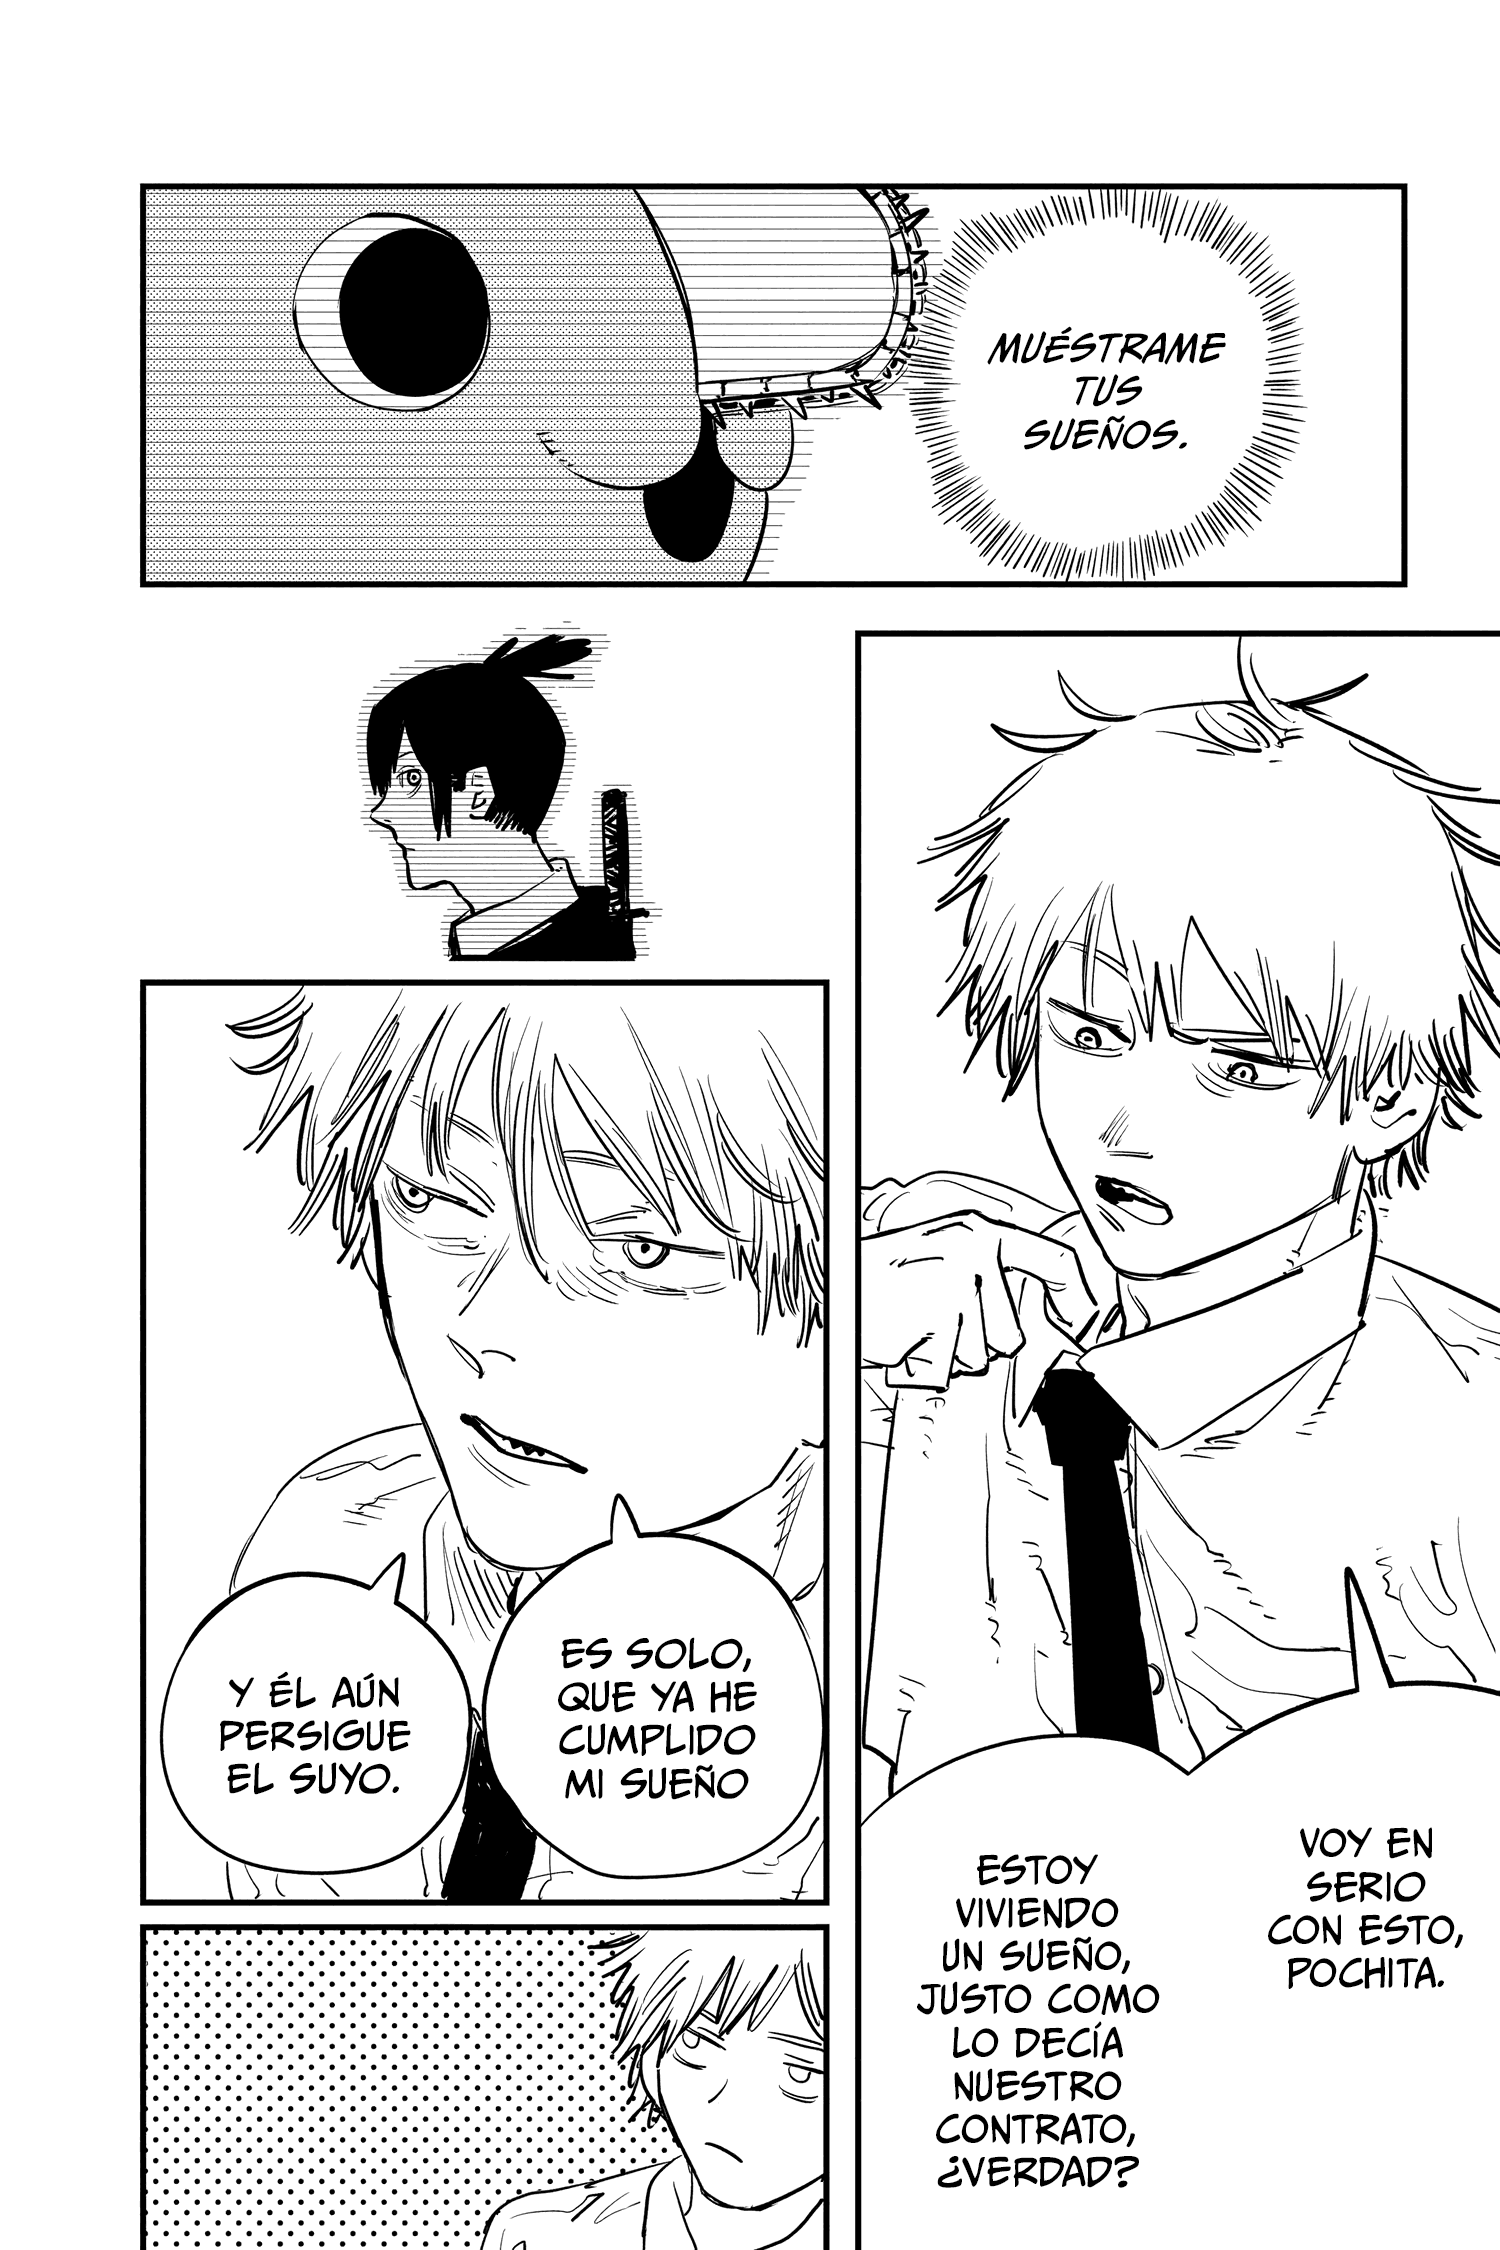 MUÉSTRAME
TUS
SUEÑOS.
VOY EN
SERIO
CON ESTO,
POCHITA.
ESTOY
VIVIENDO
UN SUEÑO,
JUSTO COMO
LO DECÍA
NUESTRO
CONTRATO,
¿VERDAD?
ES SOLO,
QUE YA HE
CUMPLIDO
MI SUEÑO
Y ÉL AÚN
PERSIGUE
EL SUYO.